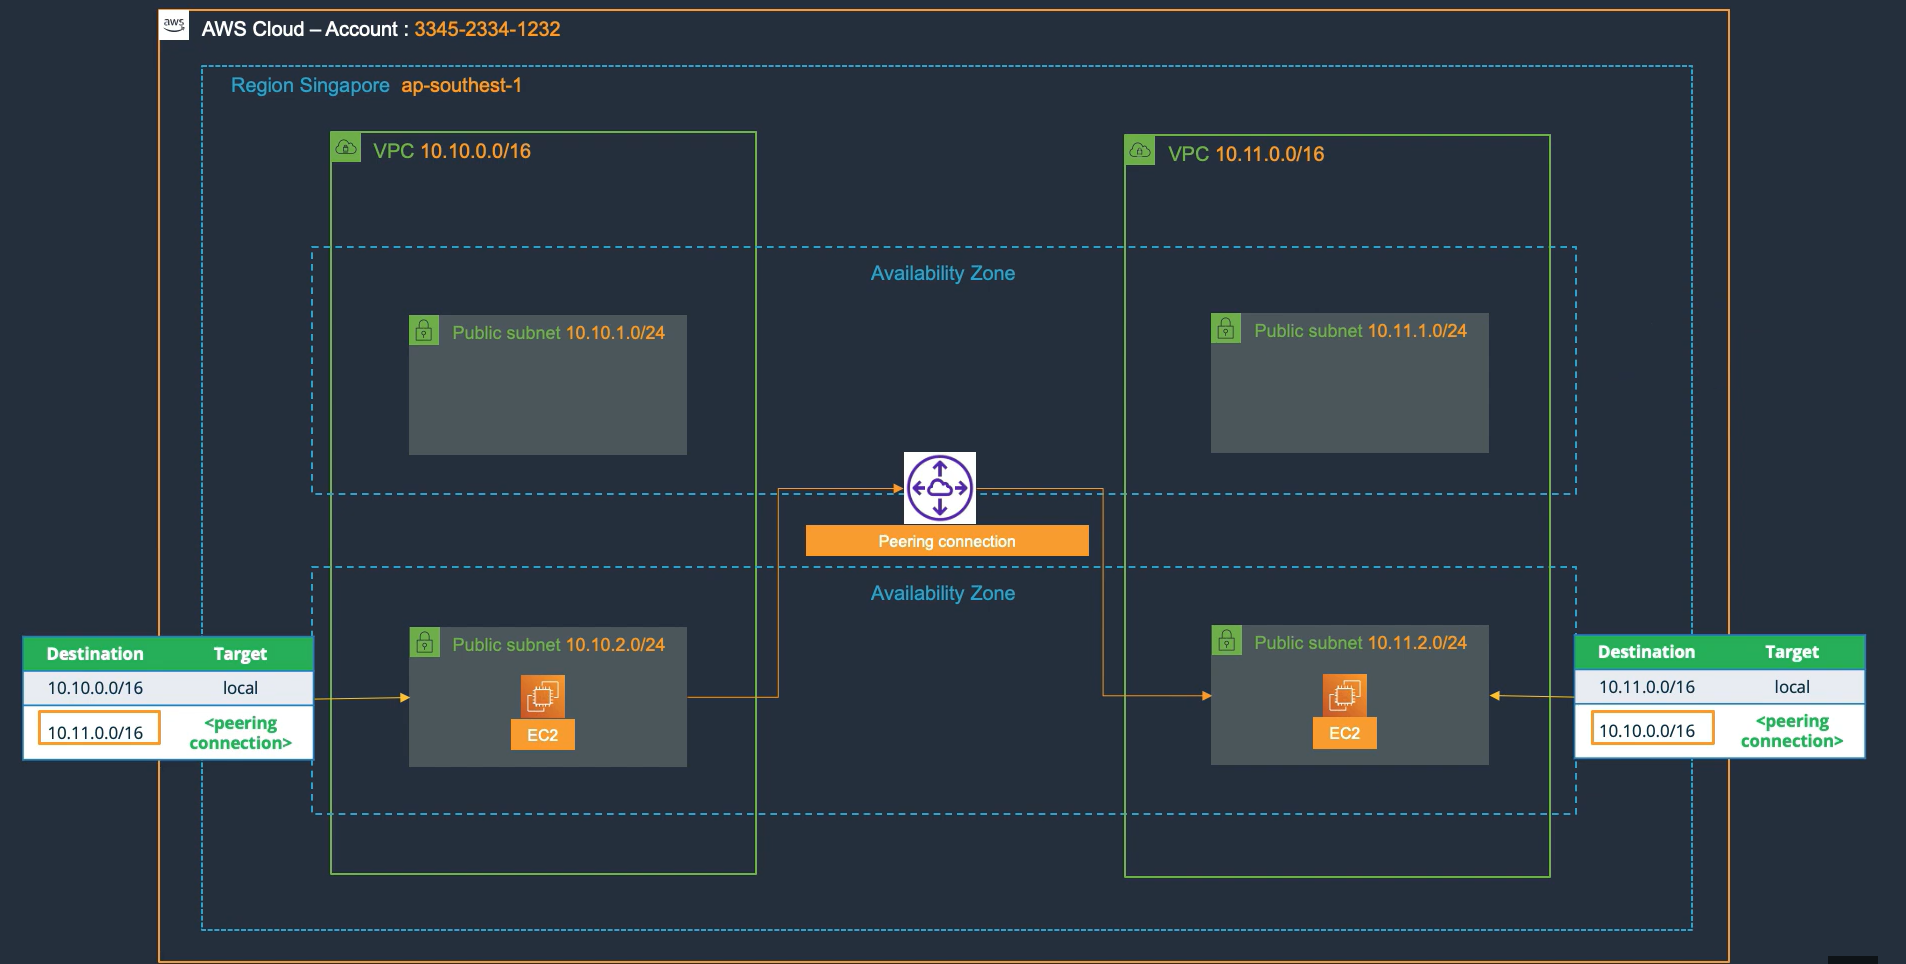 aws
AWS Cloud – Account : 3345-2334-1232
Region Singapore ap-southest-1
VPC 10.10.0.0/16
VPC 10.11.0.0/16
Availability Zone
Public subnet 10.10.1.0/24
Public subnet 10.11.1.0/24
Peering connection
Availability Zone
Public subnet 10.10.2.0/24
EC2
Public subnet 10.11.2.0/24
EC2
Destination Target
10.10.0.0/16 local
10.11.0.0/16 <peering
connection>
Destination Target
10.11.0.0/16 local
10.10.0.0/16 <peering
connection>